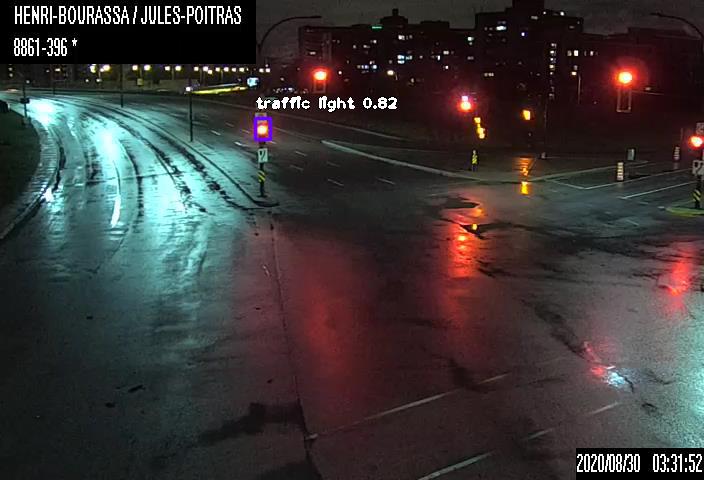 HENRI-BOURASSA / JULES-POITRAS
8861-396 *
traffic light 0.82
2020/08/30 03:31:52